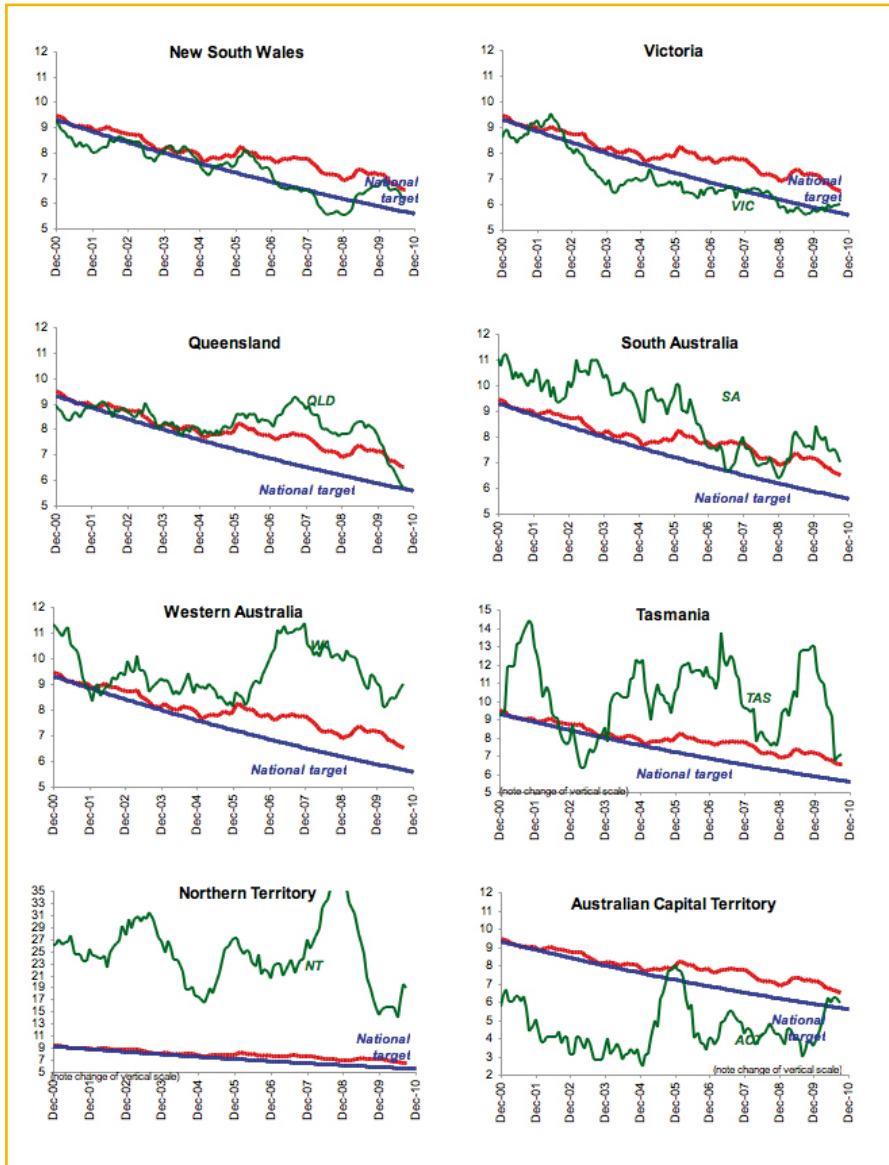 New South Wales
12
11
10
9
8
7
6
5
National
target
Dec-00
Dec-01
Dec-02
Dec-03
Dec-04
Dec-05
Dec-06
Dec-07
Dec-08
Dec-09
Dec-10
Victoria
12
11
10
9
8
7
6
5
National
target
VIC
Dec-00
Dec-01
Dec-02
Dec-03
Dec-04
Dec-05
Dec-06
Dec-07
Dec-08
Dec-09
Dec-10
Queensland
12
11
10
9
8
7
6
5
QLD
National target
Dec-00
Dec-01
Dec-02
Dec-03
Dec-04
Dec-05
Dec-06
Dec-07
Dec-08
Dec-09
Dec-10
South Australia
12
11
10
9
8
7
6
5
SA
National target
Dec-00
Dec-01
Dec-02
Dec-03
Dec-04
Dec-05
Dec-06
Dec-07
Dec-08
Dec-09
Dec-10
Western Australia
12
11
10
9
8
7
6
5
WA
National target
Dec-00
Dec-01
Dec-02
Dec-03
Dec-04
Dec-05
Dec-06
Dec-07
Dec-08
Dec-09
Dec-10
Tasmania
15
14
13
12
11
10
9
8
7
6
5
TAS
National target
(note change of vertical scale)
Dec-00
Dec-01
Dec-02
Dec-03
Dec-04
Dec-05
Dec-06
Dec-07
Dec-08
Dec-09
Dec-10
Northern Territory
35
33
31
29
27
25
23
21
19
17
15
13
11
9
7
5
NT
National
target
(note change of vertical scale)
Dec-00
Dec-01
Dec-02
Dec-03
Dec-04
Dec-05
Dec-06
Dec-07
Dec-08
Dec-09
Dec-10
Australian Capital Territory
12
11
10
9
8
7
6
5
4
3
2
National
target
ACT
(note change of vertical scale)
Dec-00
Dec-01
Dec-02
Dec-03
Dec-04
Dec-05
Dec-06
Dec-07
Dec-08
Dec-09
Dec-10